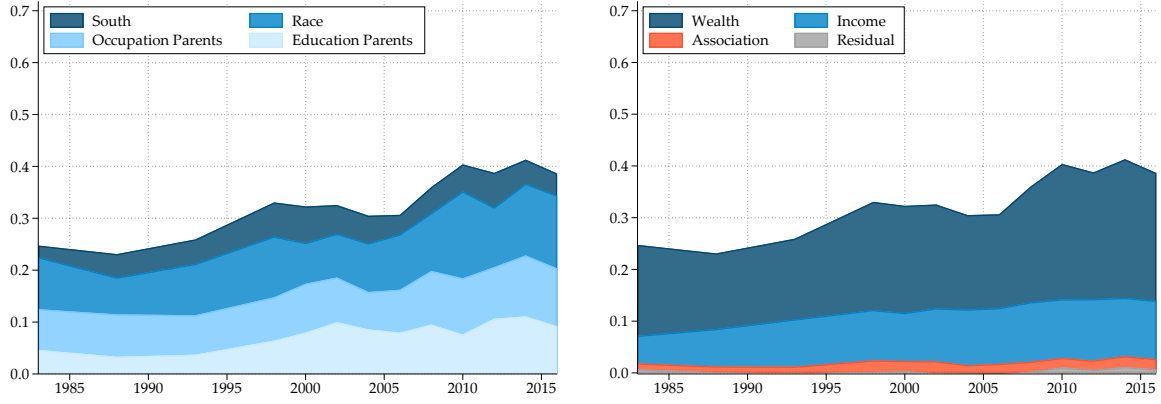 South Race
Occupation Parents Education Parents
0.7
0.6
0.5
0.4
0.3
0.2
0.1
0.0
1985 1990 1995 2000 2005 2010 2015
Wealth Income
Association Residual
0.7
0.6
0.5
0.4
0.3
0.2
0.1
0.0
1985 1990 1995 2000 2005 2010 2015